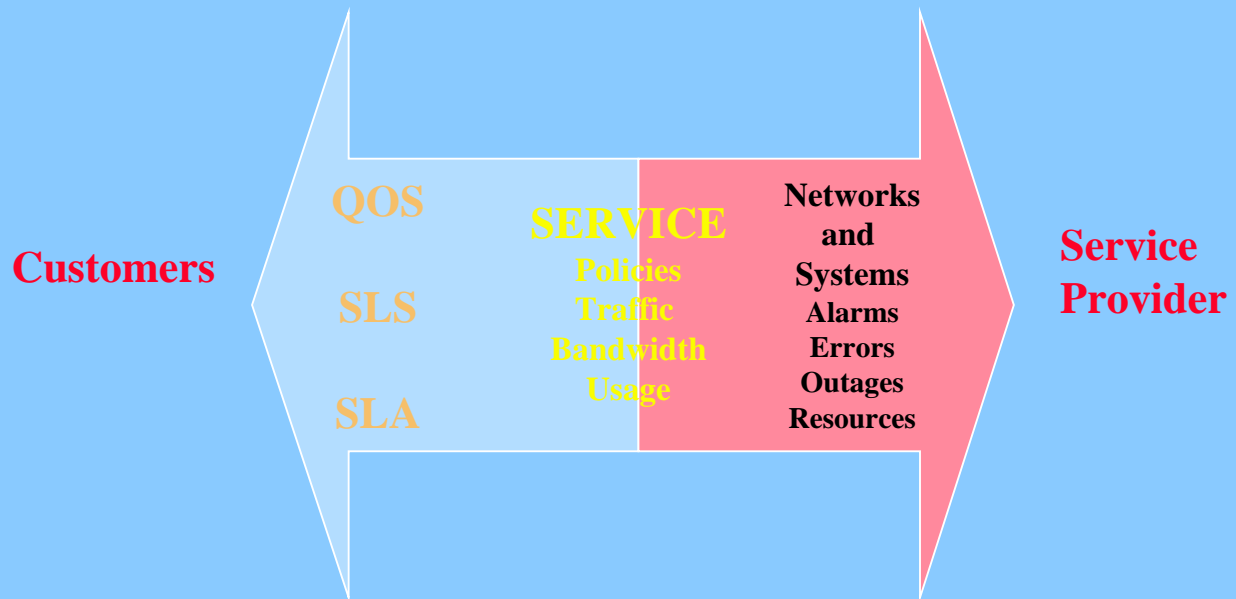 Customers
QOS
SLS
SLA
SERVICE
Policies
Traffic
Bandwidth
Usage
Networks
and
Systems
Alarms
Errors
Outages
Resources
Service
Provider